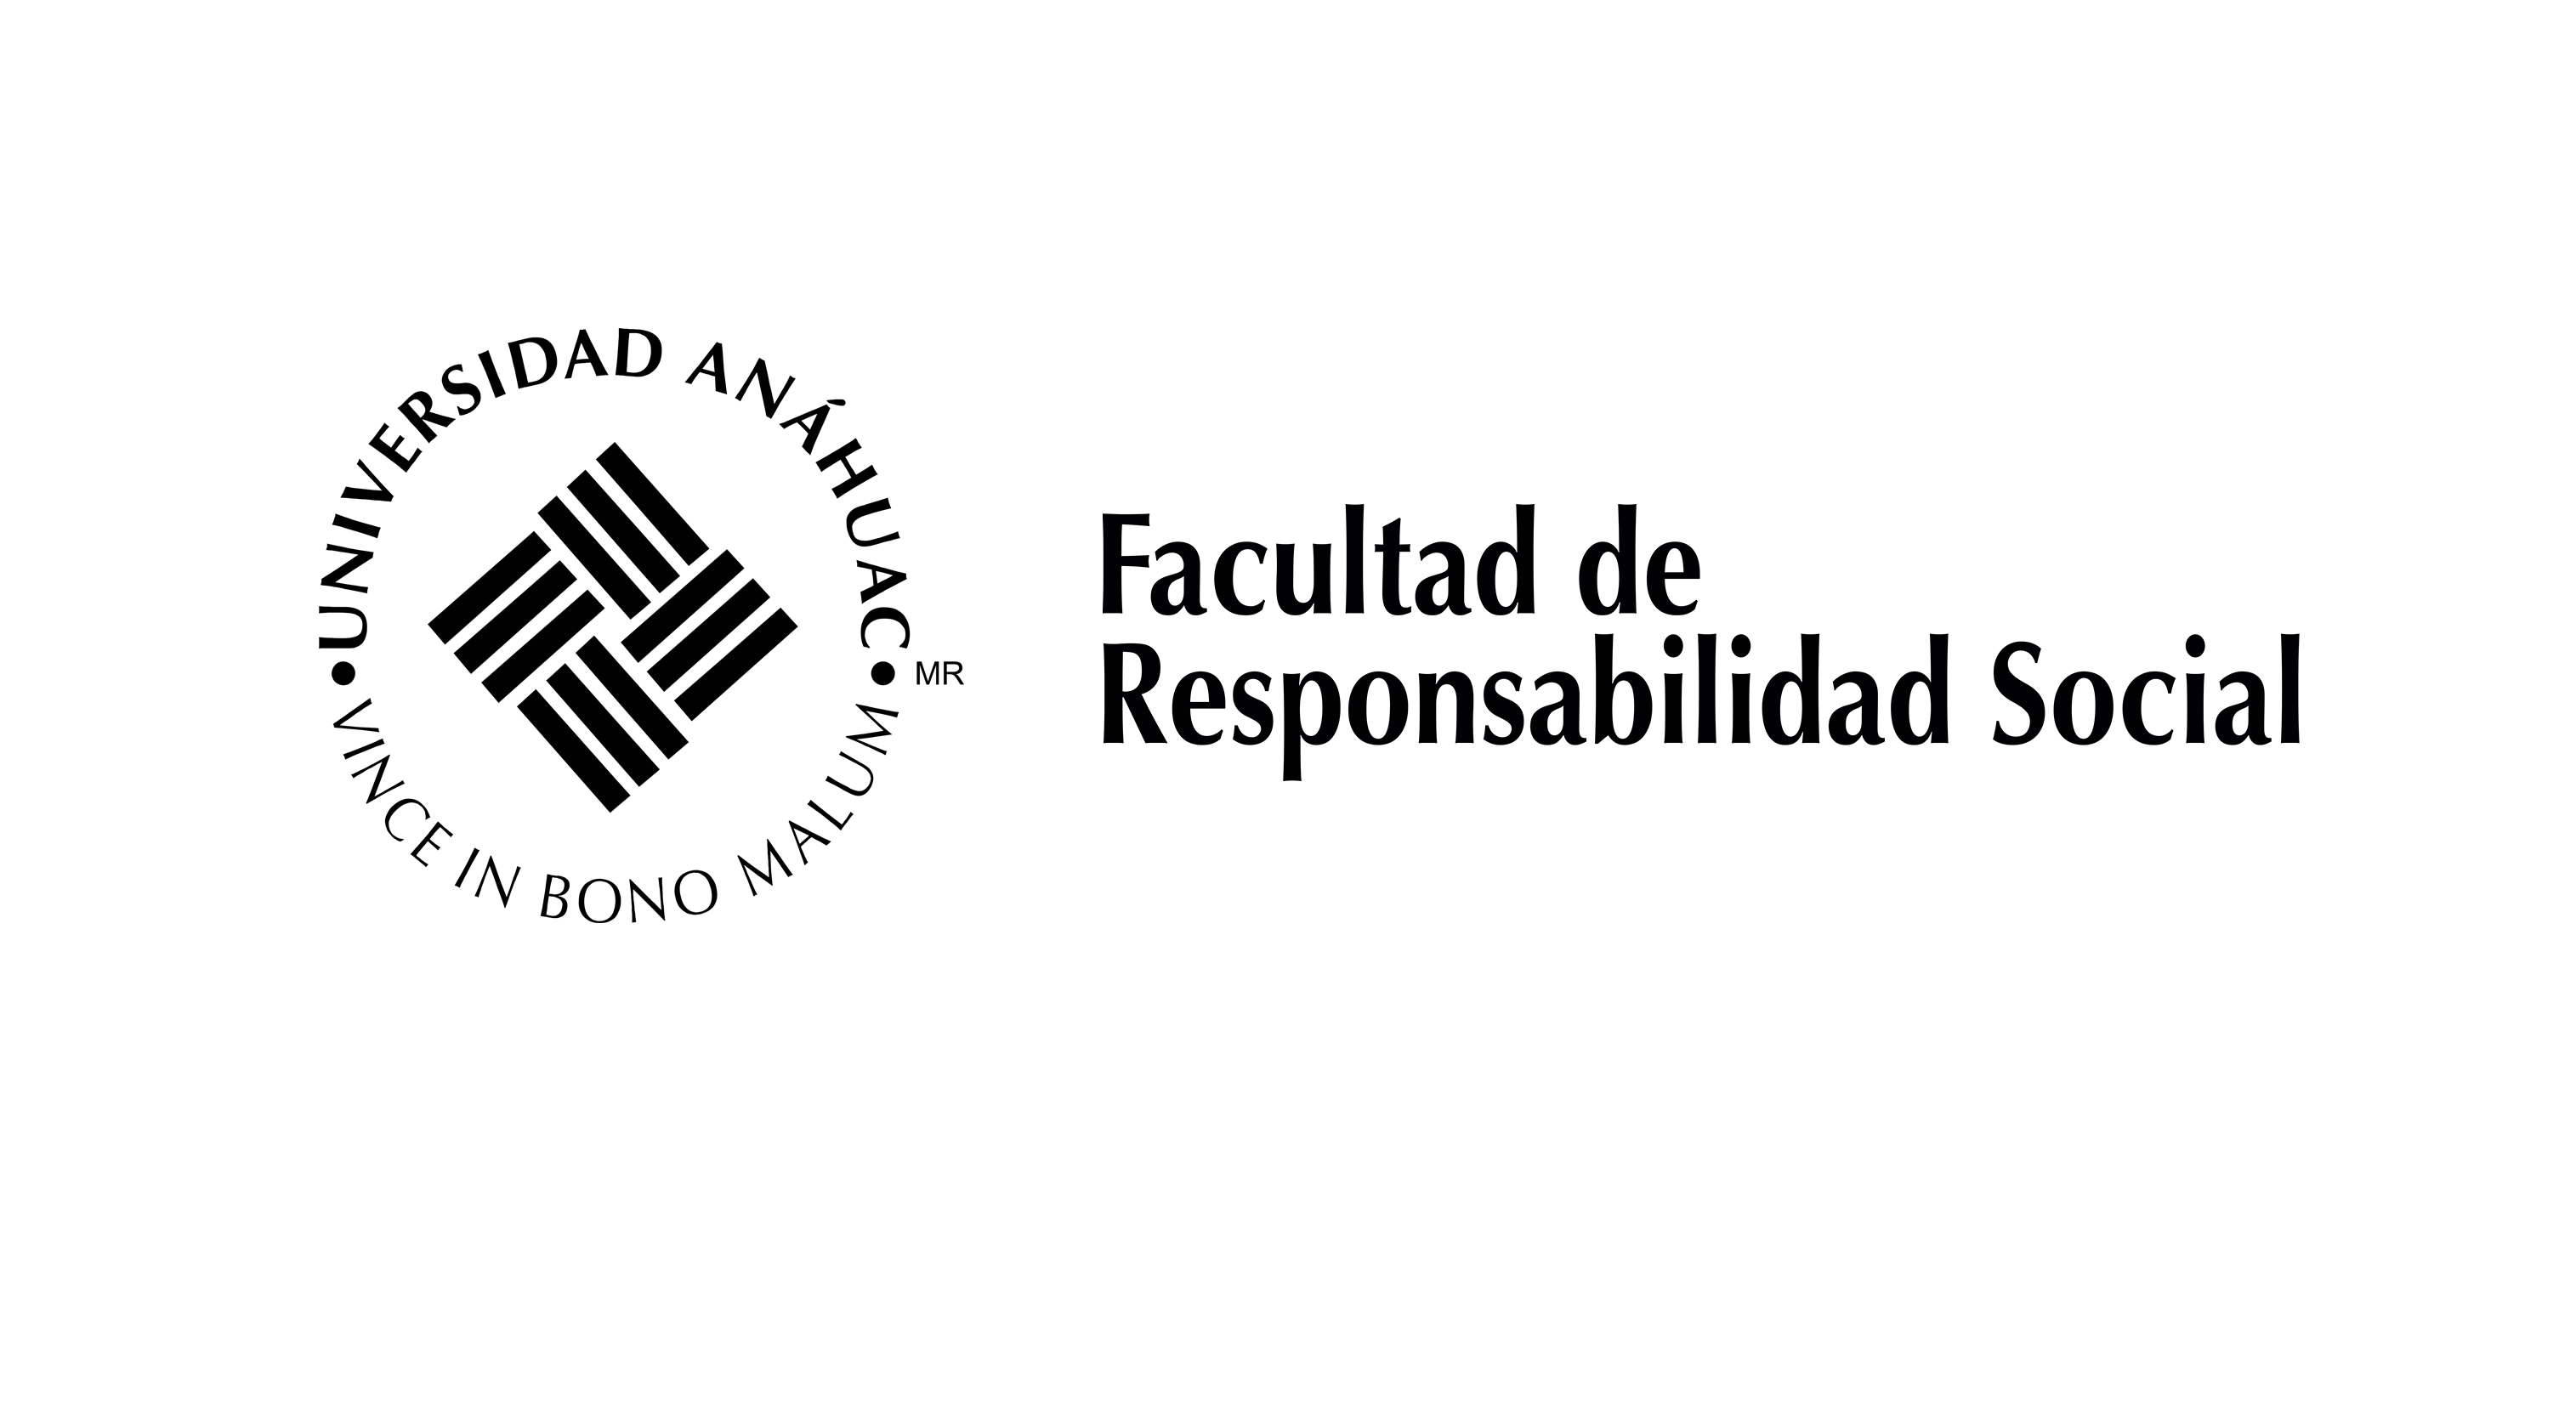 UNIVERSIDAD ANÁHUAC
VINCE IN BONO MALUM
MR
Facultad de
Responsabilidad Social